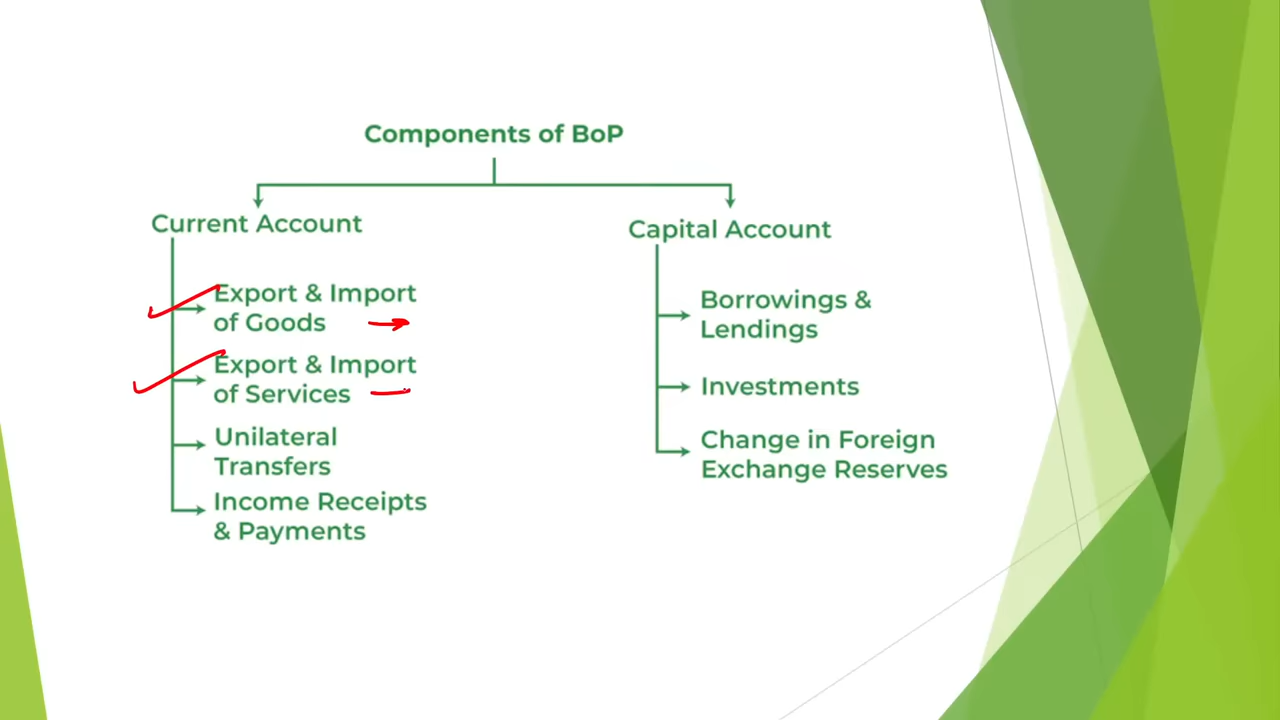 Components of BoP
Current Account
Export & Import
of Goods
Export & Import
of Services
Unilateral
Transfers
Income Receipts
& Payments
Capital Account
Borrowings &
Lendings
Investments
Change in Foreign
Exchange Reserves